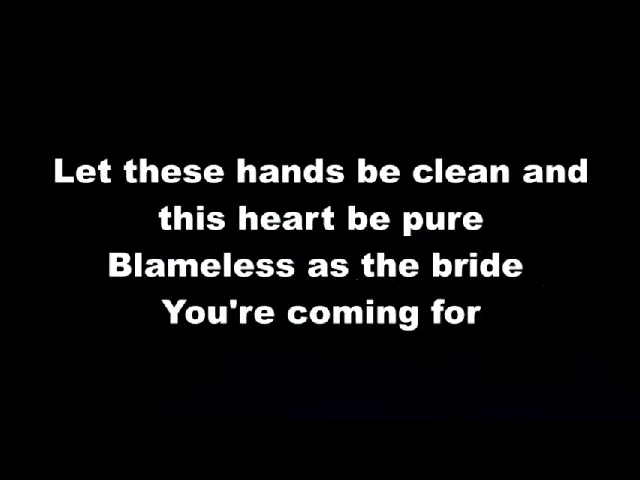 Let these hands be clean and
this heart be pure
Blameless as the bride
You're coming for